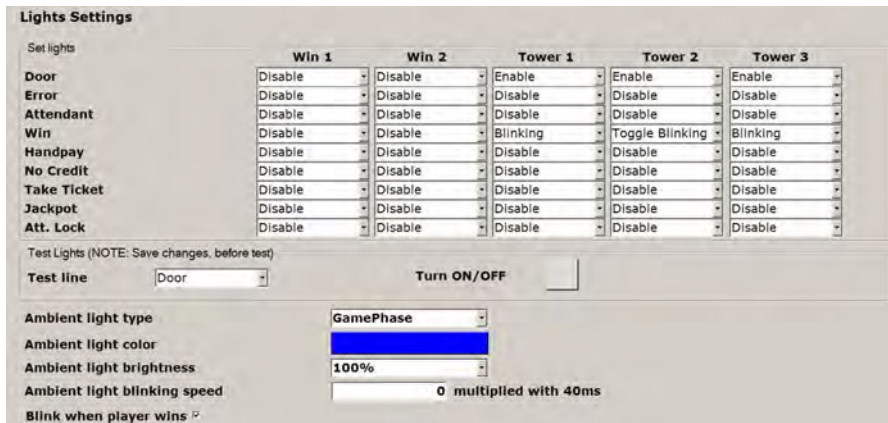 Lights Settings
Set lights
Win 1 Win 2 Tower 1 Tower 2 Tower 3
Door Disable Disable Enable Enable Enable
Error Disable Disable Disable Disable Disable
Attendant Disable Disable Disable Disable Disable
Win Disable Disable Blinking Toggle Blinking Blinking
Handpay Disable Disable Disable Disable Disable
No Credit Disable Disable Disable Disable Disable
Take Ticket Disable Disable Disable Disable Disable
Jackpot Disable Disable Disable Disable Disable
Att. Lock Disable Disable Disable Disable Disable
Test Lights (NOTE: Save changes, before test)
Test line Door Turn ON/OFF
Ambient light type GamePhase
Ambient light color
Ambient light brightness 100%
Ambient light blinking speed 0 multiplied with 40ms
Blink when player wins